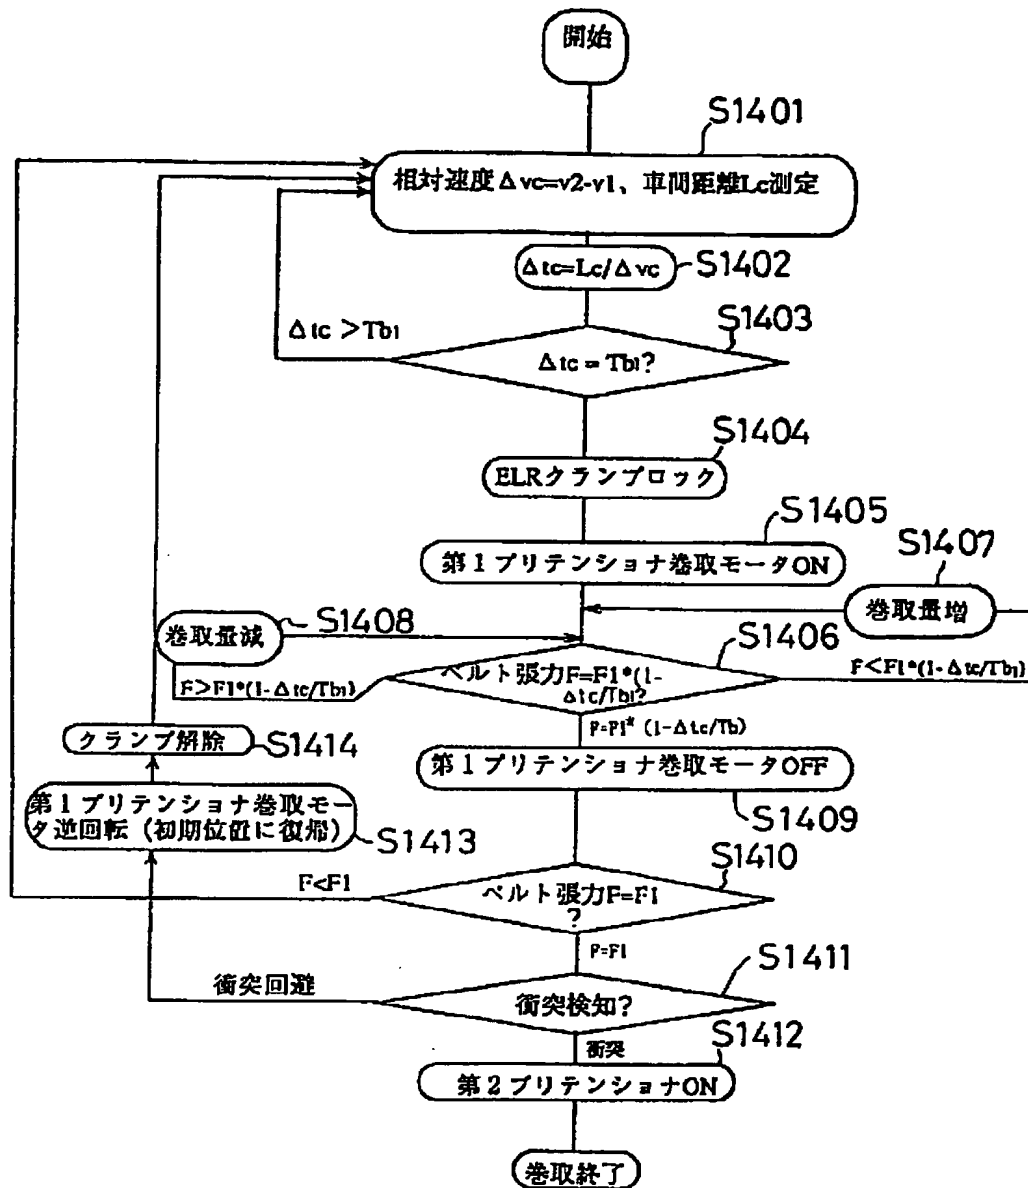 開始
S1401
相対速度Δvc=v2-v1、車間距離Lc測定
Δtc=Lc/Δvc
S1402
S1403
Δtc>Tb1
Δtc=Tb1?
S1404
ELRクランプロック
S1405
第1プリテンショナ巻取モータON
S1407
巻取量増
S1408
巻取量減
S1406
ベルト張力F=F1*(1-
Δtc/Tb1?
F>F1*(1-Δtc/Tb1)
F<F1*(1-Δtc/Tb1)
F=F1* (1-Δtc/Tb)
クランプ解除
S1414
第1プリテンショナ巻取モータOFF
S1409
第1プリテンショナ巻取モー
タ逆回転(初期位置に復帰)
S1413
S1410
F<F1
ベルト張力F=F1
?
F=F1
S1411
衝突回避
衝突検知?
衝突
S1412
第2プリテンショナON
巻取終了